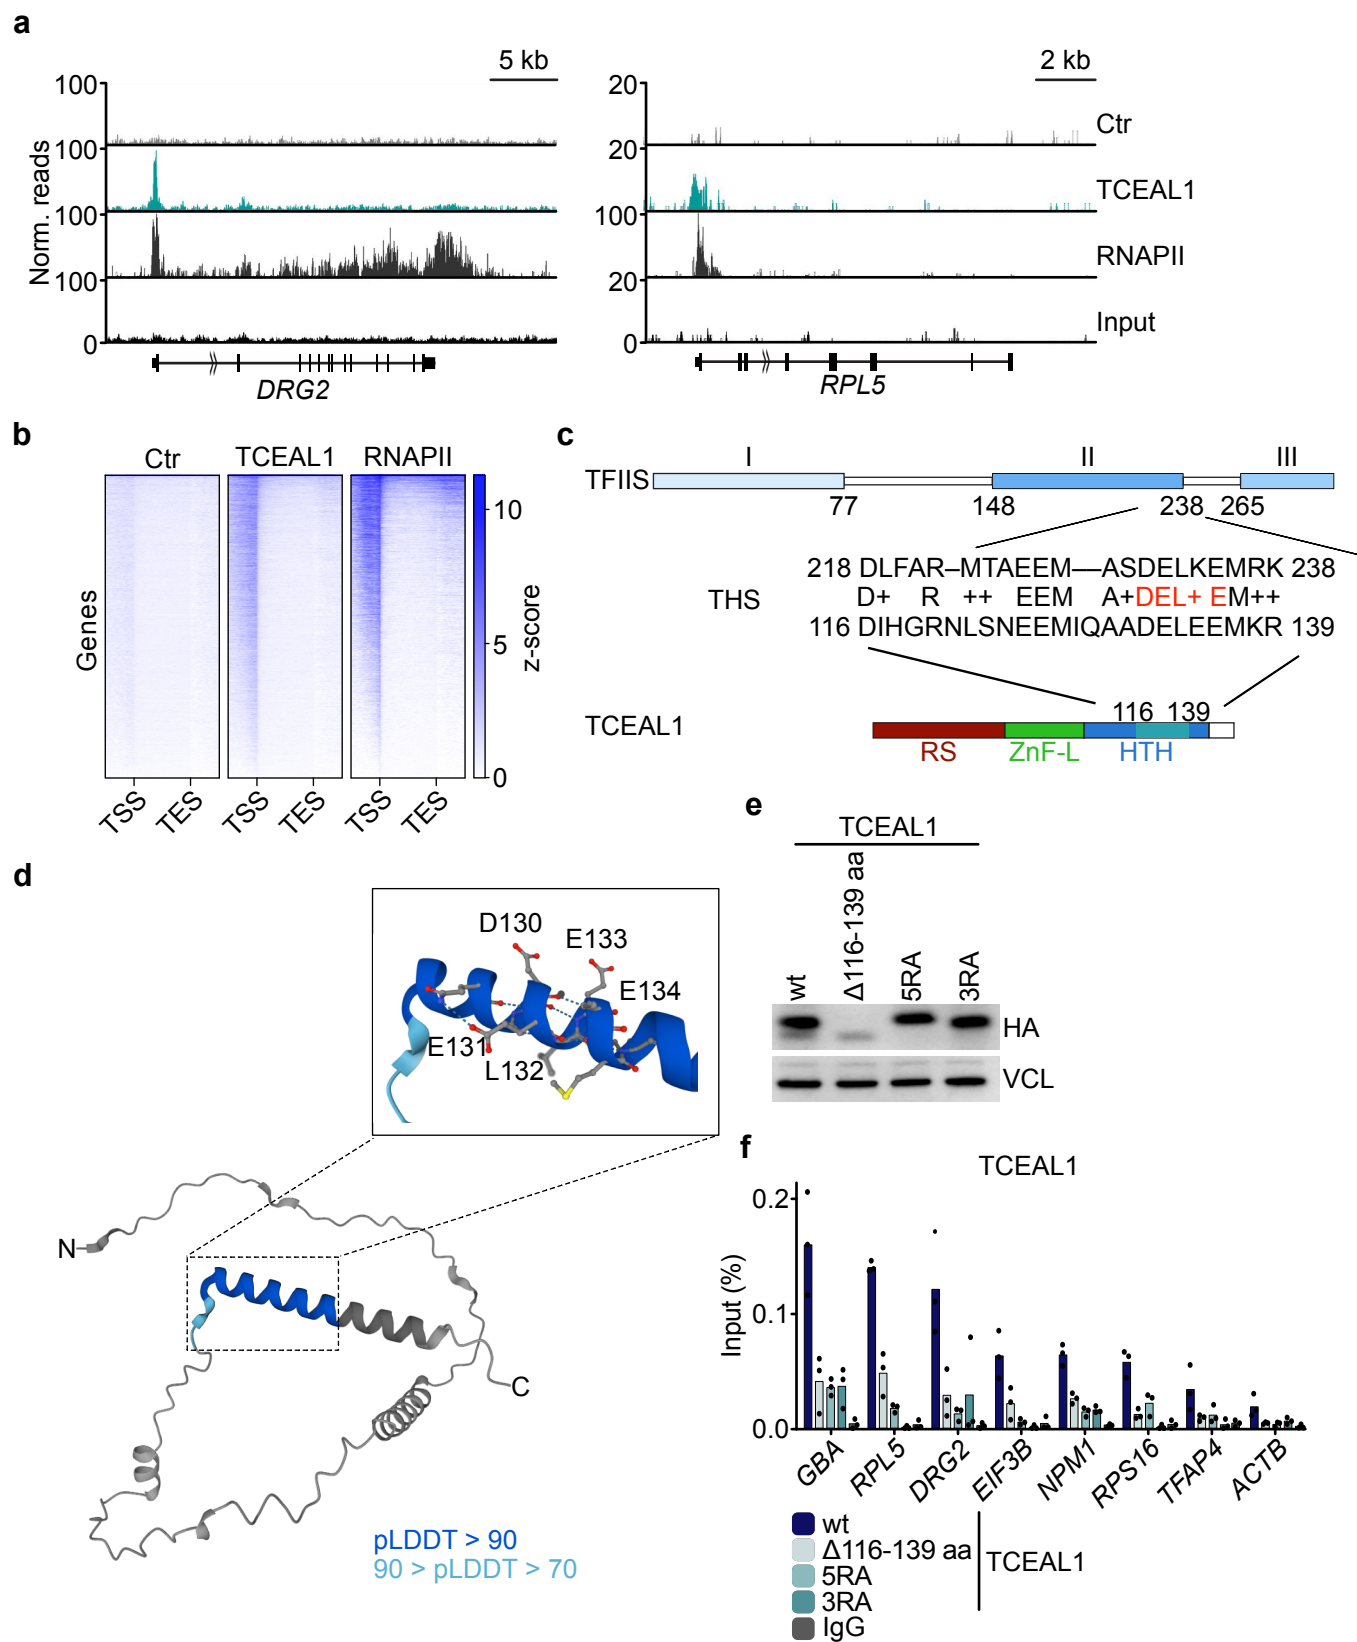 a
5 kb
2 kb
Norm. reads
100
100
100
100
0
20
20
100
20
0
Ctr
TCEAL1
RNAPII
Input
DRG2
RPL5
b
Ctr
TCEAL1
RNAPII
Genes
TSS
TES
TSS
TES
TSS
TES
10
5
0
z-score
c
I
II
III
TFIIS
77
148
238
265
218 DLFAR–MTAEEM––ASDELKEMRK 238
THS
D+ R ++ EEM A+DEL+ EM++
116 DIHGRNLSNEEMIQAADELEEMKR 139
TCEAL1
116 139
RS
ZnF-L
HTH
d
D130
E133
E134
E131
L132
N
C
pLDDT > 90
90 > pLDDT > 70
e
TCEAL1
wt
Δ116-139 aa
5RA
3RA
HA
VCL
f
TCEAL1
Input (%)
0.2
0.1
0.0
GBA
RPL5
DRG2
EIF3B
NPM1
RPS16
TFAP4
ACTB
wt
Δ116-139 aa
5RA
3RA
IgG
TCEAL1